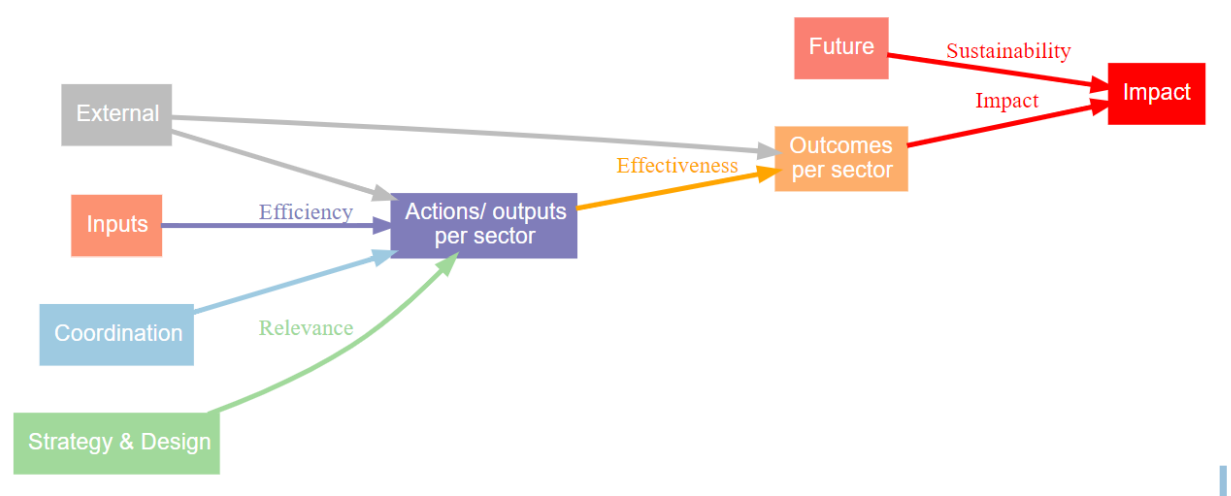 Future
Sustainability
Impact
Impact
External
Outcomes
per sector
Effectiveness
Actions/ outputs
per sector
Efficiency
Inputs
Coordination
Relevance
Strategy & Design